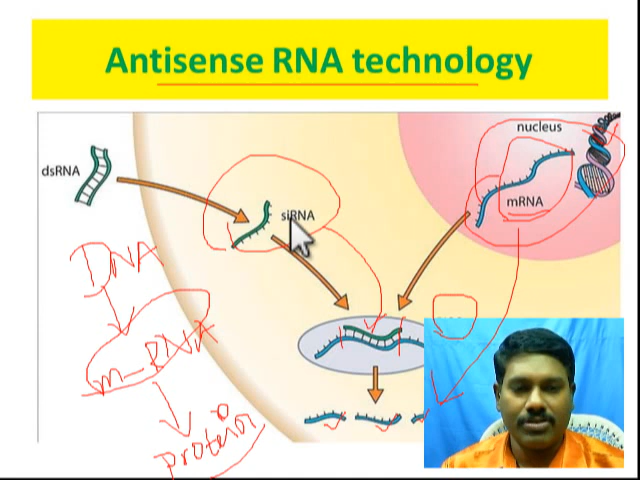 Antisense RNA technology
nucleus
dsRNA
mRNA
siRNA
DNA
m-RNA
protein